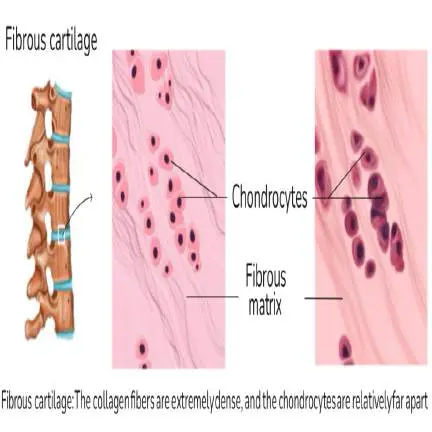 Fibrous cartilage
Chondrocytes
Fibrous
matrix
Fibrous cartilage: The collagen fibers are extremely dense, and the chondrocytes are relatively far apart